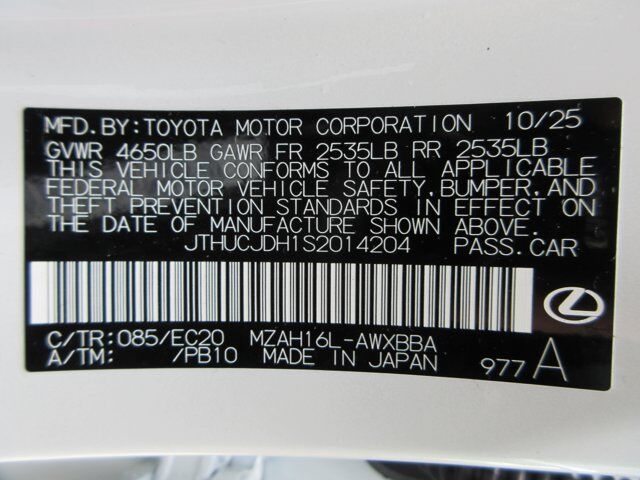 MFD.BY:TOYOTA MOTOR CORPORATION 10/25
GVWR 4650LB GAWR FR 2535LB RR 2535LB
THIS VEHICLE CONFORMS TO ALL APPLICABLE
FEDERAL MOTOR VEHICLE SAFETY,BUMPER,AND
THEFT PREVENTION STANDARDS IN EFFECT ON
THE DATE OF MANUFACTURE SHOWN ABOVE.
JTHUCJDH1S2014204 PASS.CAR
C/TR:085/EC20 MZAH16L-AWXBBA
A/TM: /PB10 MADE IN JAPAN 977 A